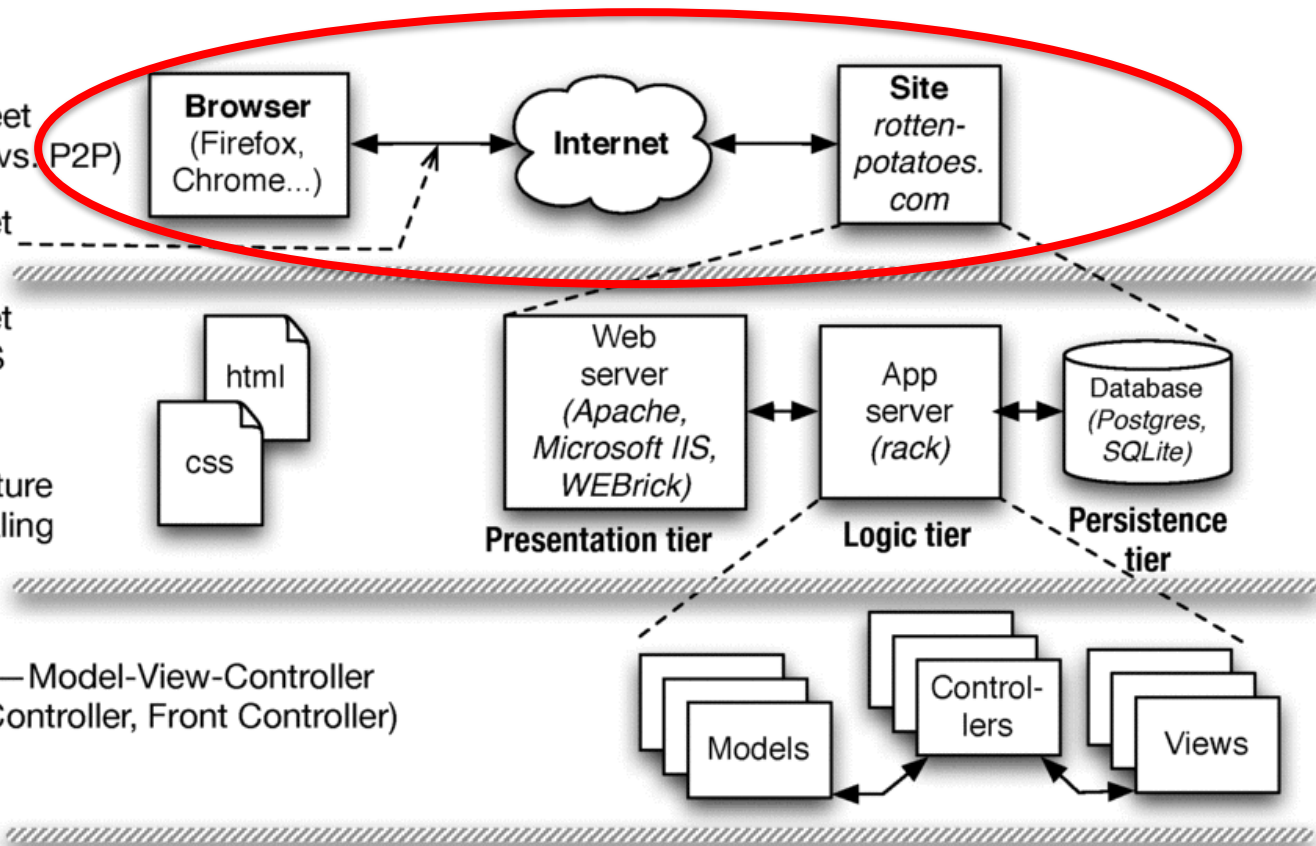 Browser
(Firefox,
Chrome...)
Internet
Site
rotten-
potatoes.
com
vs. P2P)
html
css
Web
server
(Apache,
Microsoft IIS,
WEBrick)
Presentation tier
App
server
(rack)
Logic tier
Database
(Postgres,
SQLite)
Persistence
tier
—Model-View-Controller
Controller, Front Controller)
Models
Control-
lers
Views